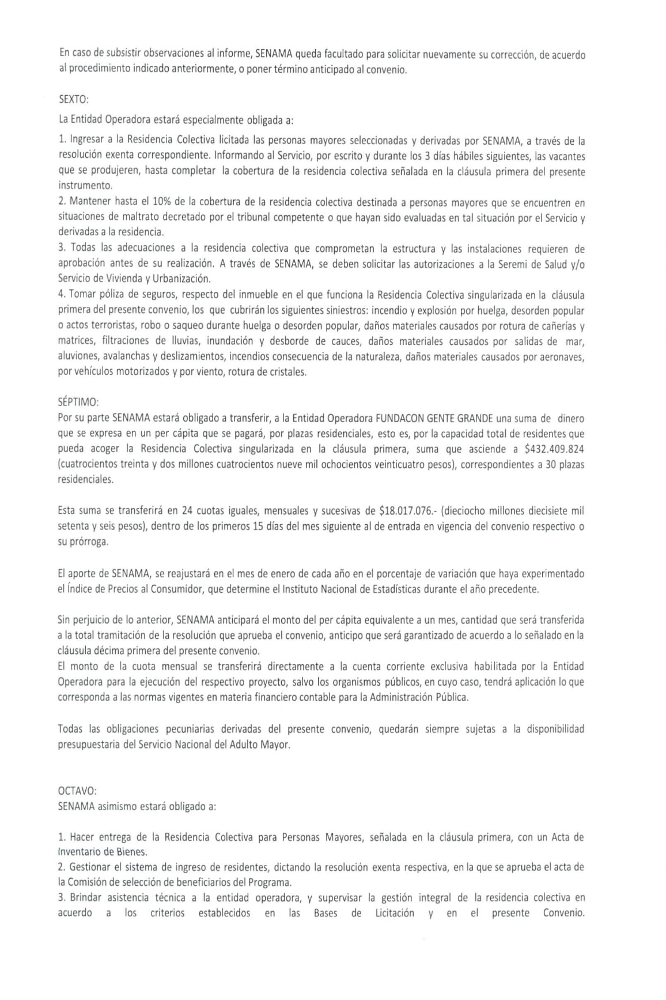 En caso de subsistir observaciones al informe, SENAMA queda facultado para solicitar nuevamente su corrección, de acuerdo
al procedimiento indicado anteriormente, o poner término anticipado al convenio.
SEXTO:
La Entidad Operadora estará especialmente obligada a:
1. Ingresar a la Residencia Colectiva licitada las personas mayores seleccionadas y derivadas por SENAMA, a través de la
resolución exenta correspondiente. Informando al Servicio, por escrito y durante los 3 días hábiles siguientes, las vacantes
que se produjeren, hasta completar la cobertura de la residencia colectiva señalada en la cláusula primera del presente
instrumento.
2. Mantener hasta el 10% de la cobertura de la residencia colectiva destinada a personas mayores que se encuentren en
situaciones de maltrato decretado por el tribunal competente o que hayan sido evaluadas en tal situación por el Servicio y
derivadas a la residencia.
3. Todas las adecuaciones a la residencia colectiva que comprometan la estructura y las instalaciones requieren de
aprobación antes de su realización. A través de SENAMA, se deben solicitar las autorizaciones a la Seremi de Salud y/o
Servicio de Vivienda y Urbanización.
4. Tomar póliza de seguros, respecto del inmueble en el que funciona la Residencia Colectiva singularizada en la cláusula
primera del presente convenio, los que cubrirán los siguientes siniestros: incendio y explosión por huelga, desorden popular
o actos terroristas, robo o saqueo durante huelga o desorden popular, daños materiales causados por rotura de cañerías y
matrices, filtraciones de lluvias, inundación y desborde de cauces, daños materiales causados por salidas de mar,
aluviones, avalanchas y deslizamientos, incendios consecuencia de la naturaleza, daños materiales causados por aeronaves,
por vehículos motorizados y por viento, rotura de cristales.
SÉPTIMO:
Por su parte SENAMA estará obligado a transferir, a la Entidad Operadora FUNDACON GENTE GRANDE una suma de dinero
que se expresa en un per cápita que se pagará, por plazas residenciales, esto es, por la capacidad total de residentes que
pueda acoger la Residencia Colectiva singularizada en la cláusula primera, suma que asciende a $432.409.824
(cuatrocientos treinta y dos millones cuatrocientos nueve mil ochocientos veinticuatro pesos), correspondientes a 30 plazas
residenciales.
Esta suma se transferirá en 24 cuotas iguales, mensuales y sucesivas de $18.017.076.- (dieciocho millones diecisiete mil
setenta y seis pesos), dentro de los primeros 15 días del mes siguiente al de entrada en vigencia del convenio respectivo o
su prórroga.
El aporte de SENAMA, se reajustará en el mes de enero de cada año en el porcentaje de variación que haya experimentado
el Índice de Precios al Consumidor, que determine el Instituto Nacional de Estadísticas durante el año precedente.
Sin perjuicio de lo anterior, SENAMA anticipará el monto del per cápita equivalente a un mes, cantidad que será transferida
a la total tramitación de la resolución que aprueba el convenio, anticipo que será garantizado de acuerdo a lo señalado en la
cláusula décima primera del presente convenio.
El monto de la cuota mensual se transferirá directamente a la cuenta corriente exclusiva habilitada por la Entidad
Operadora para la ejecución del respectivo proyecto, salvo los organismos públicos, en cuyo caso, tendrá aplicación lo que
corresponda a las normas vigentes en materia financiero contable para la Administración Pública.
Todas las obligaciones pecuniarias derivadas del presente convenio, quedarán siempre sujetas a la disponibilidad
presupuestaria del Servicio Nacional del Adulto Mayor.
OCTAVO:
SENAMA asimismo estará obligado a:
1. Hacer entrega de la Residencia Colectiva para Personas Mayores, señalada en la cláusula primera, con un Acta de
Inventario de Bienes.
2. Gestionar el sistema de ingreso de residentes, dictando la resolución exenta respectiva, en la que se aprueba el acta de
la Comisión de selección de beneficiarios del Programa.
3. Brindar asistencia técnica a la entidad operadora, y supervisar la gestión integral de la residencia colectiva en
acuerdo a los criterios establecidos en las Bases de Licitación y en el presente Convenio.